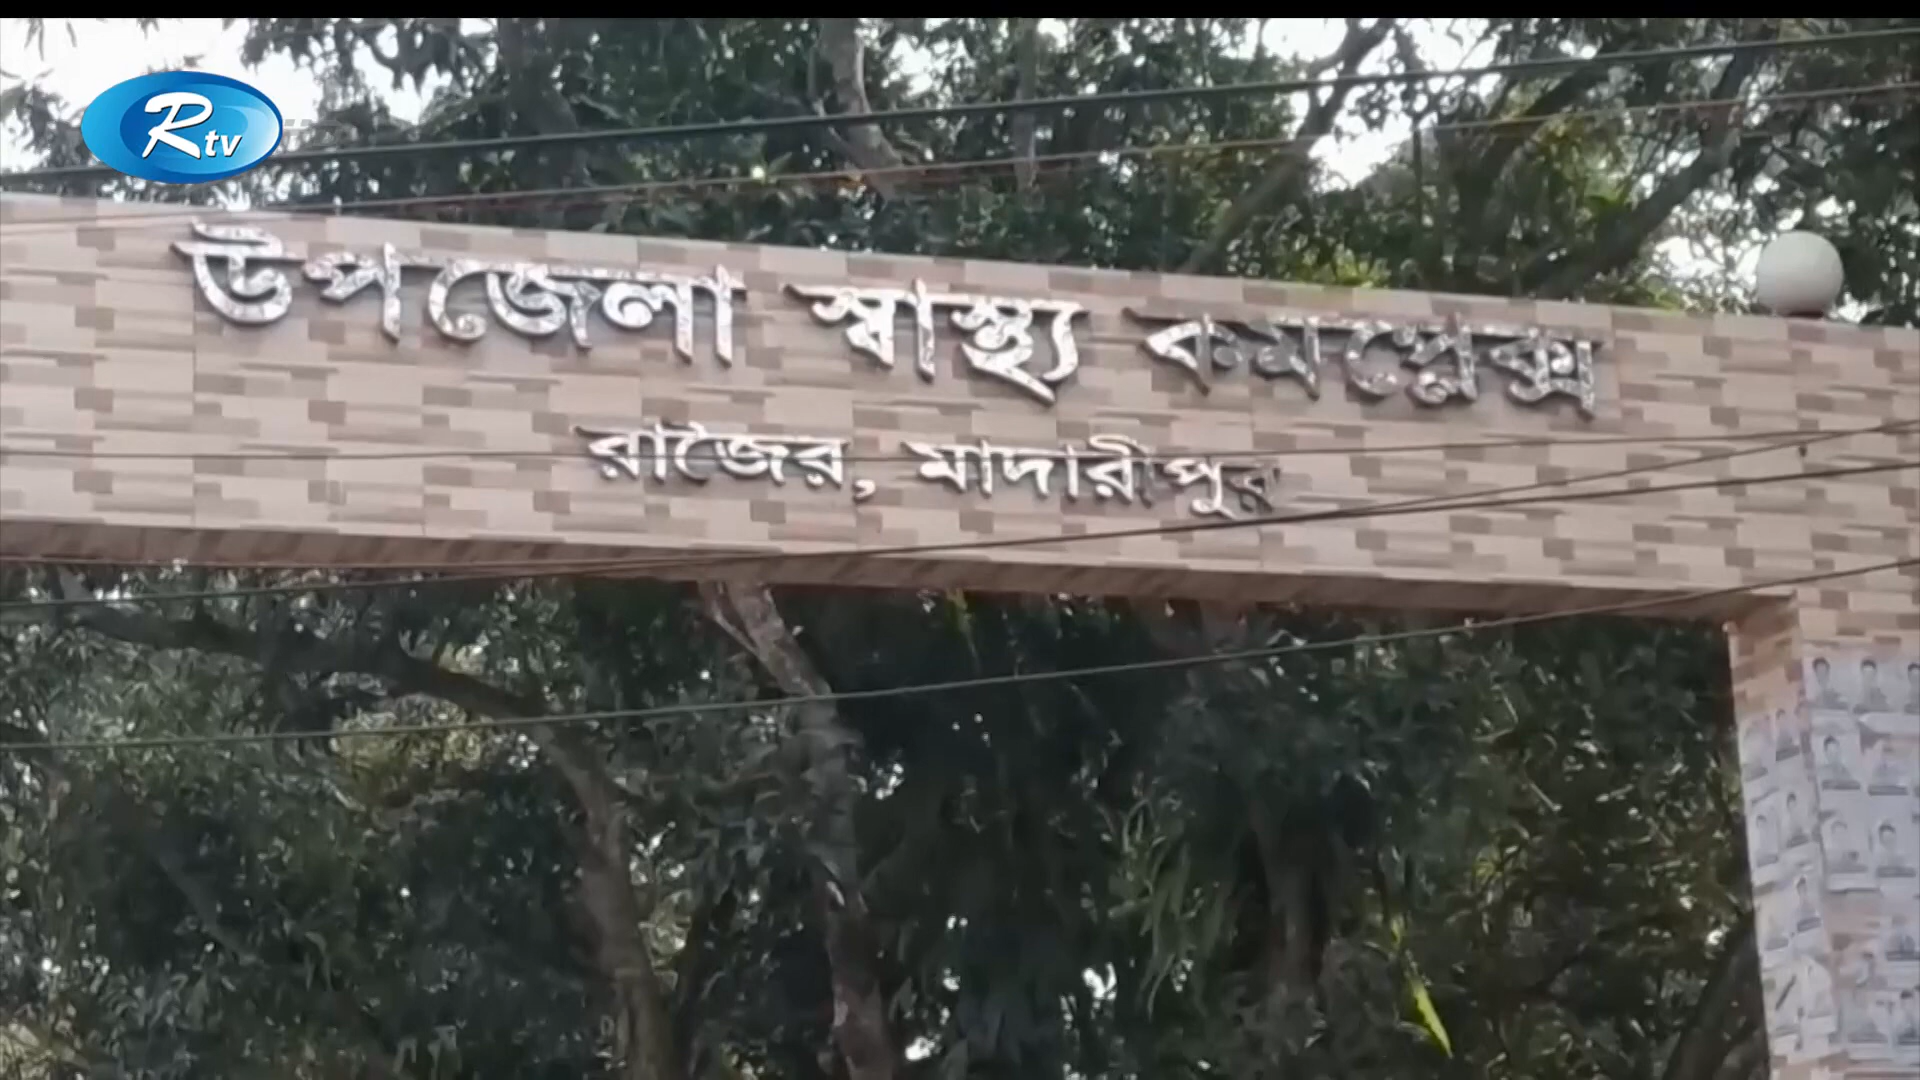 Rtv
উপজেলা স্বাস্থ্য কমপ্লেক্স
রাজৈর, মাদারীপুর